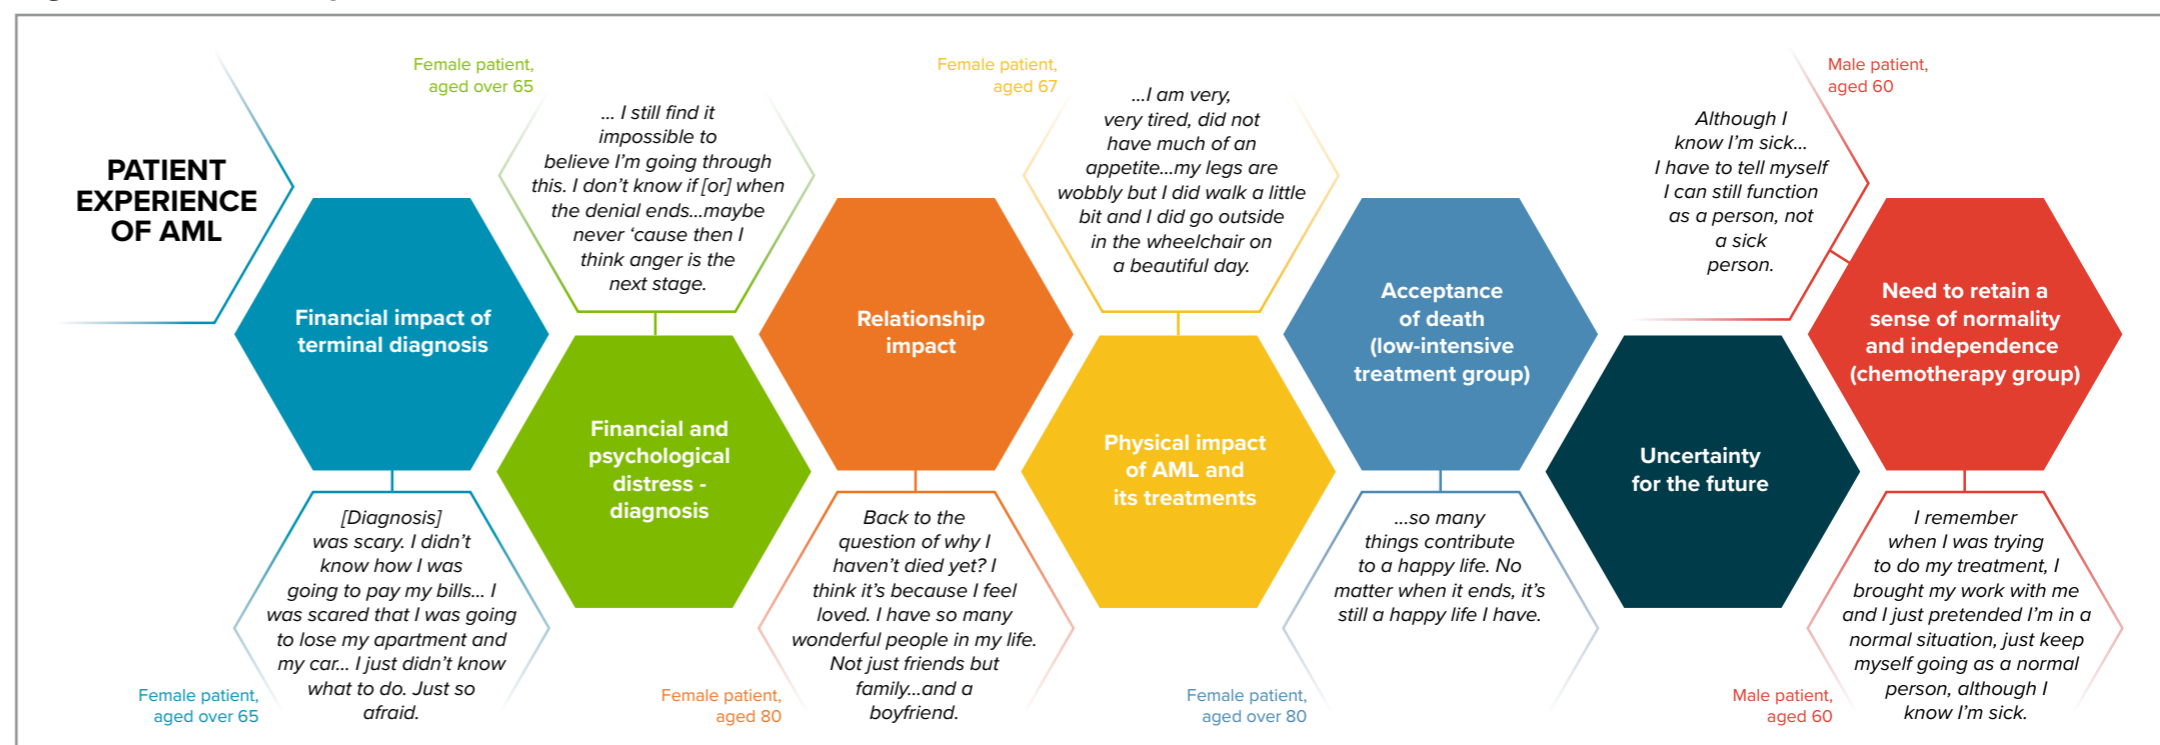 PATIENT
EXPERIENCE
OF AML
Financial impact of
terminal diagnosis
[Diagnosis]
was scary. I didn’t
know how I was
going to pay my bills... I
was scared that I was going
to lose my apartment and
my car... I just didn’t know
what to do. Just so
afraid.
Female patient,
aged over 65
Female patient,
aged over 65
... I still find it
impossible to
believe I’m going through
this. I don’t know if [or] when
the denial ends...maybe
never ‘cause then I
think anger is the
next stage.
Financial and
psychological
distress -
diagnosis
Relationship
impact
Back to the
question of why I
haven’t died yet? I
think it’s because I feel
loved. I have so many
wonderful people in my life.
Not just friends but
family...and a
boyfriend.
Female patient,
aged 80
Female patient,
aged 67
...I am very,
very tired, did not
have much of an
appetite...my legs are
wobbly but I did walk a little
bit and I did go outside
in the wheelchair on
a beautiful day.
Physical impact
of AML and
its treatments
Acceptance
of death
(low-intensive
treatment group)
...so many
things contribute
to a happy life. No
matter when it ends, it’s
still a happy life I have.
Female patient,
aged over 80
Uncertainty
for the future
Male patient,
aged 60
Although I
know I’m sick...
I have to tell myself
I can still function
as a person, not
a sick
person.
Need to retain a
sense of normality
and independence
(chemotherapy group)
I remember
when I was trying
to do my treatment, I
brought my work with me
and I just pretended I’m in a
normal situation, just keep
myself going as a normal
person, although I
know I’m sick.
Male patient,
aged 60